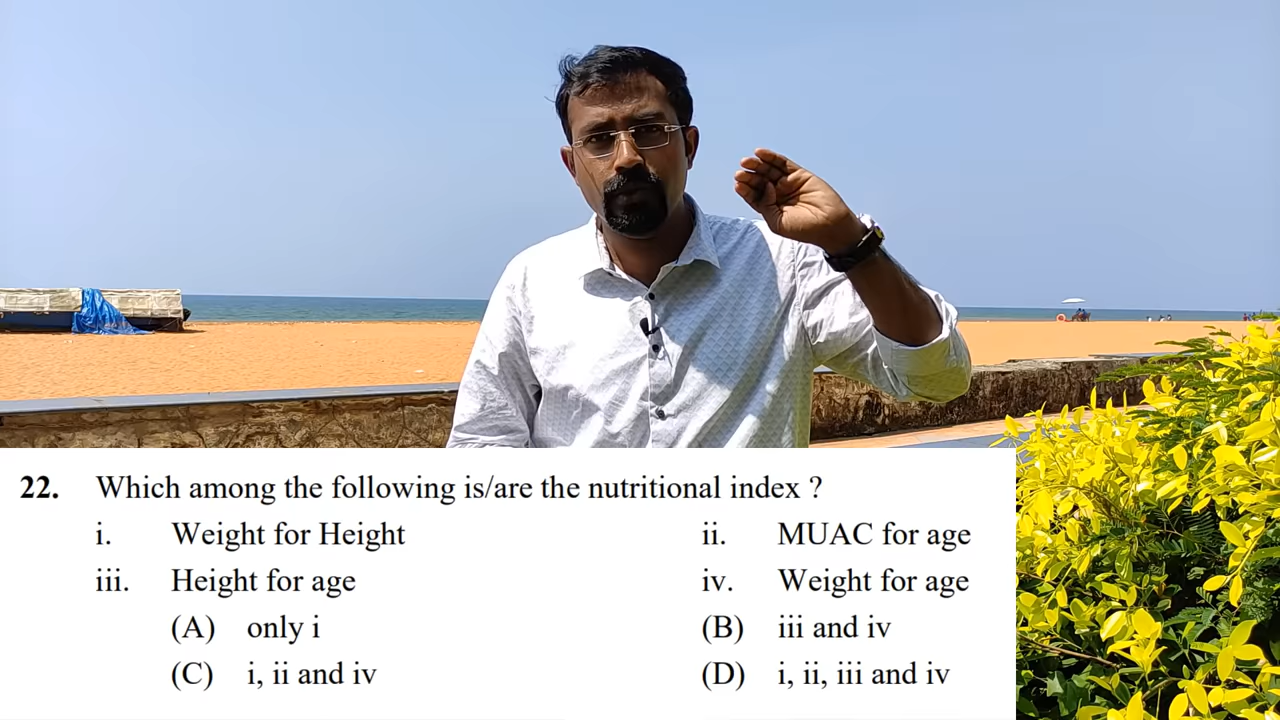 22. Which among the following is/are the nutritional index ?
i. Weight for Height ii. MUAC for age
iii. Height for age iv. Weight for age
(A) only i (B) iii and iv
(C) i, ii and iv (D) i, ii, iii and iv